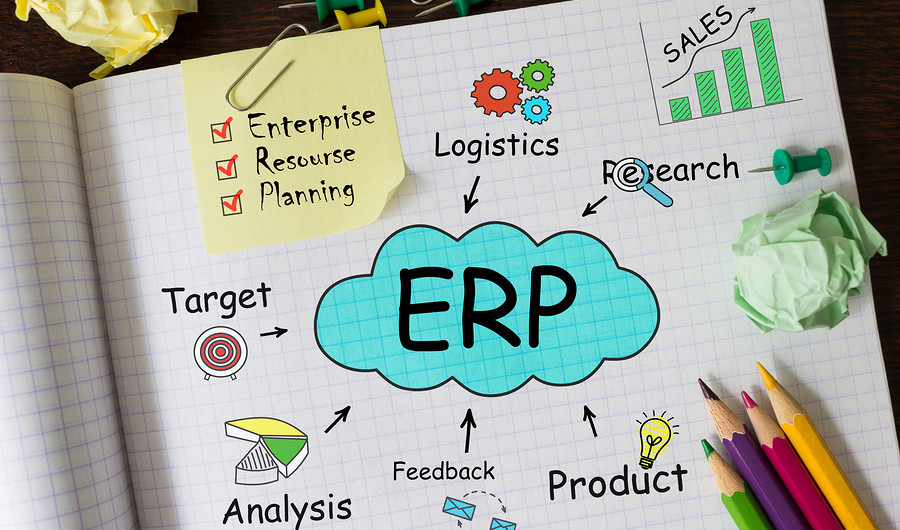 SALES
Enterprise
Resourse
Planning
Logistics
Research
Target
ERP
Analysis
Feedback
Product